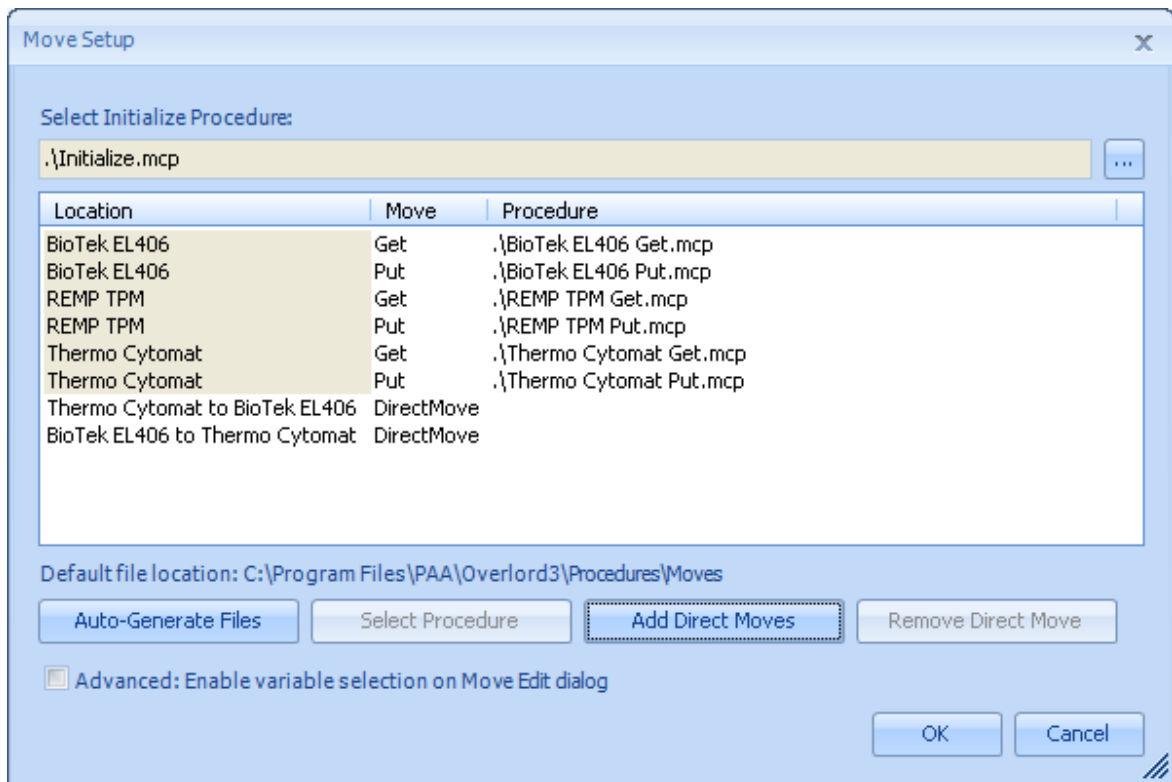 Move Setup x
Select Initialize Procedure:
.\Initialize.mcp ...
Location Move Procedure
BioTek EL406 Get .\BioTek EL406 Get.mcp
BioTek EL406 Put .\BioTek EL406 Put.mcp
REMP TPM Get .\REMP TPM Get.mcp
REMP TPM Put .\REMP TPM Put.mcp
Thermo Cytomat Get .\Thermo Cytomat Get.mcp
Thermo Cytomat Put .\Thermo Cytomat Put.mcp
Thermo Cytomat to BioTek EL406 DirectMove
BioTek EL406 to Thermo Cytomat DirectMove
Default file location: C:\Program Files\PAA\Overlord3\Procedures\Moves
Auto-Generate Files Select Procedure Add Direct Moves Remove Direct Move
Advanced: Enable variable selection on Move Edit dialog
OK Cancel